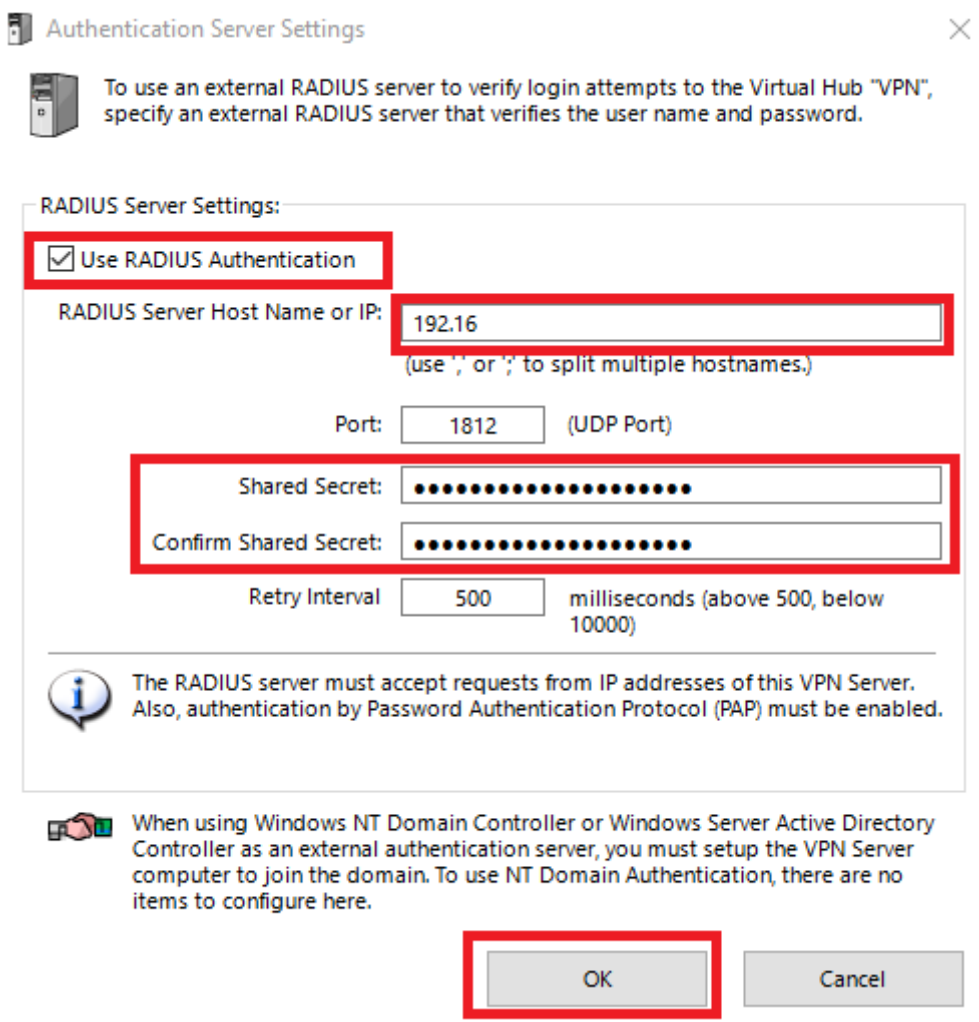 Authentication Server Settings
To use an external RADIUS server to verify login attempts to the Virtual Hub "VPN",
specify an external RADIUS server that verifies the user name and password.
RADIUS Server Settings:
Use RADIUS Authentication
RADIUS Server Host Name or IP: 192.16
(use ',' or ';' to split multiple hostnames.)
Port: 1812 (UDP Port)
Shared Secret: ●●●●●●●●●●●●●●●●●●●●
Confirm Shared Secret: ●●●●●●●●●●●●●●●●●●●●
Retry Interval 500 milliseconds (above 500, below
10000)
The RADIUS server must accept requests from IP addresses of this VPN Server.
Also, authentication by Password Authentication Protocol (PAP) must be enabled.
When using Windows NT Domain Controller or Windows Server Active Directory
Controller as an external authentication server, you must setup the VPN Server
computer to join the domain. To use NT Domain Authentication, there are no
items to configure here.
OK Cancel